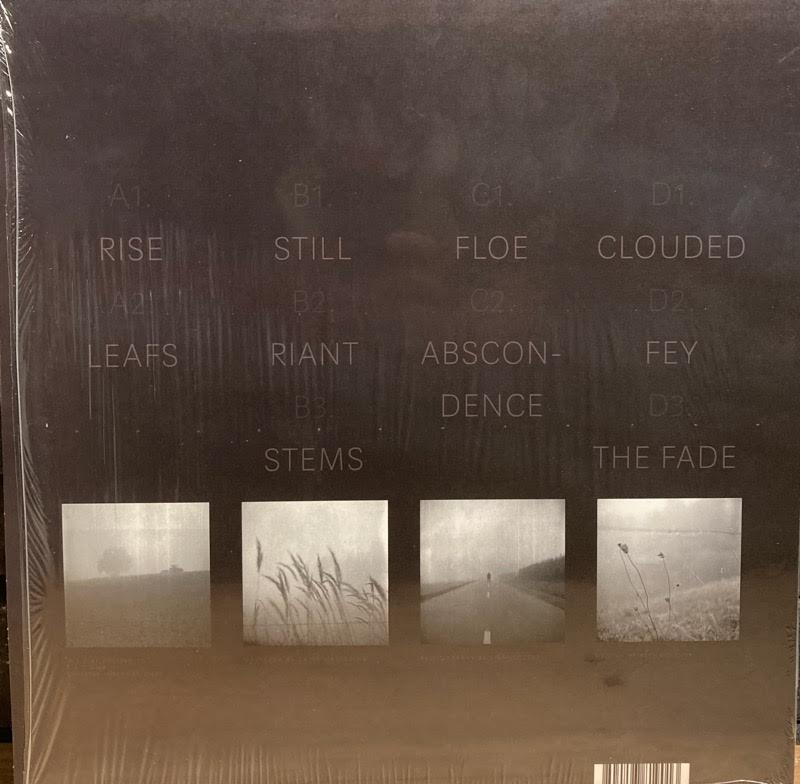 A1.
RISE
A2.
LEAFS
B1.
STILL
B2.
RIANT
B3.
STEMS
C1.
FLOE
C2.
ABSCON-
DENCE
D1.
CLOUDED
D2.
FEY
D3.
THE FADE